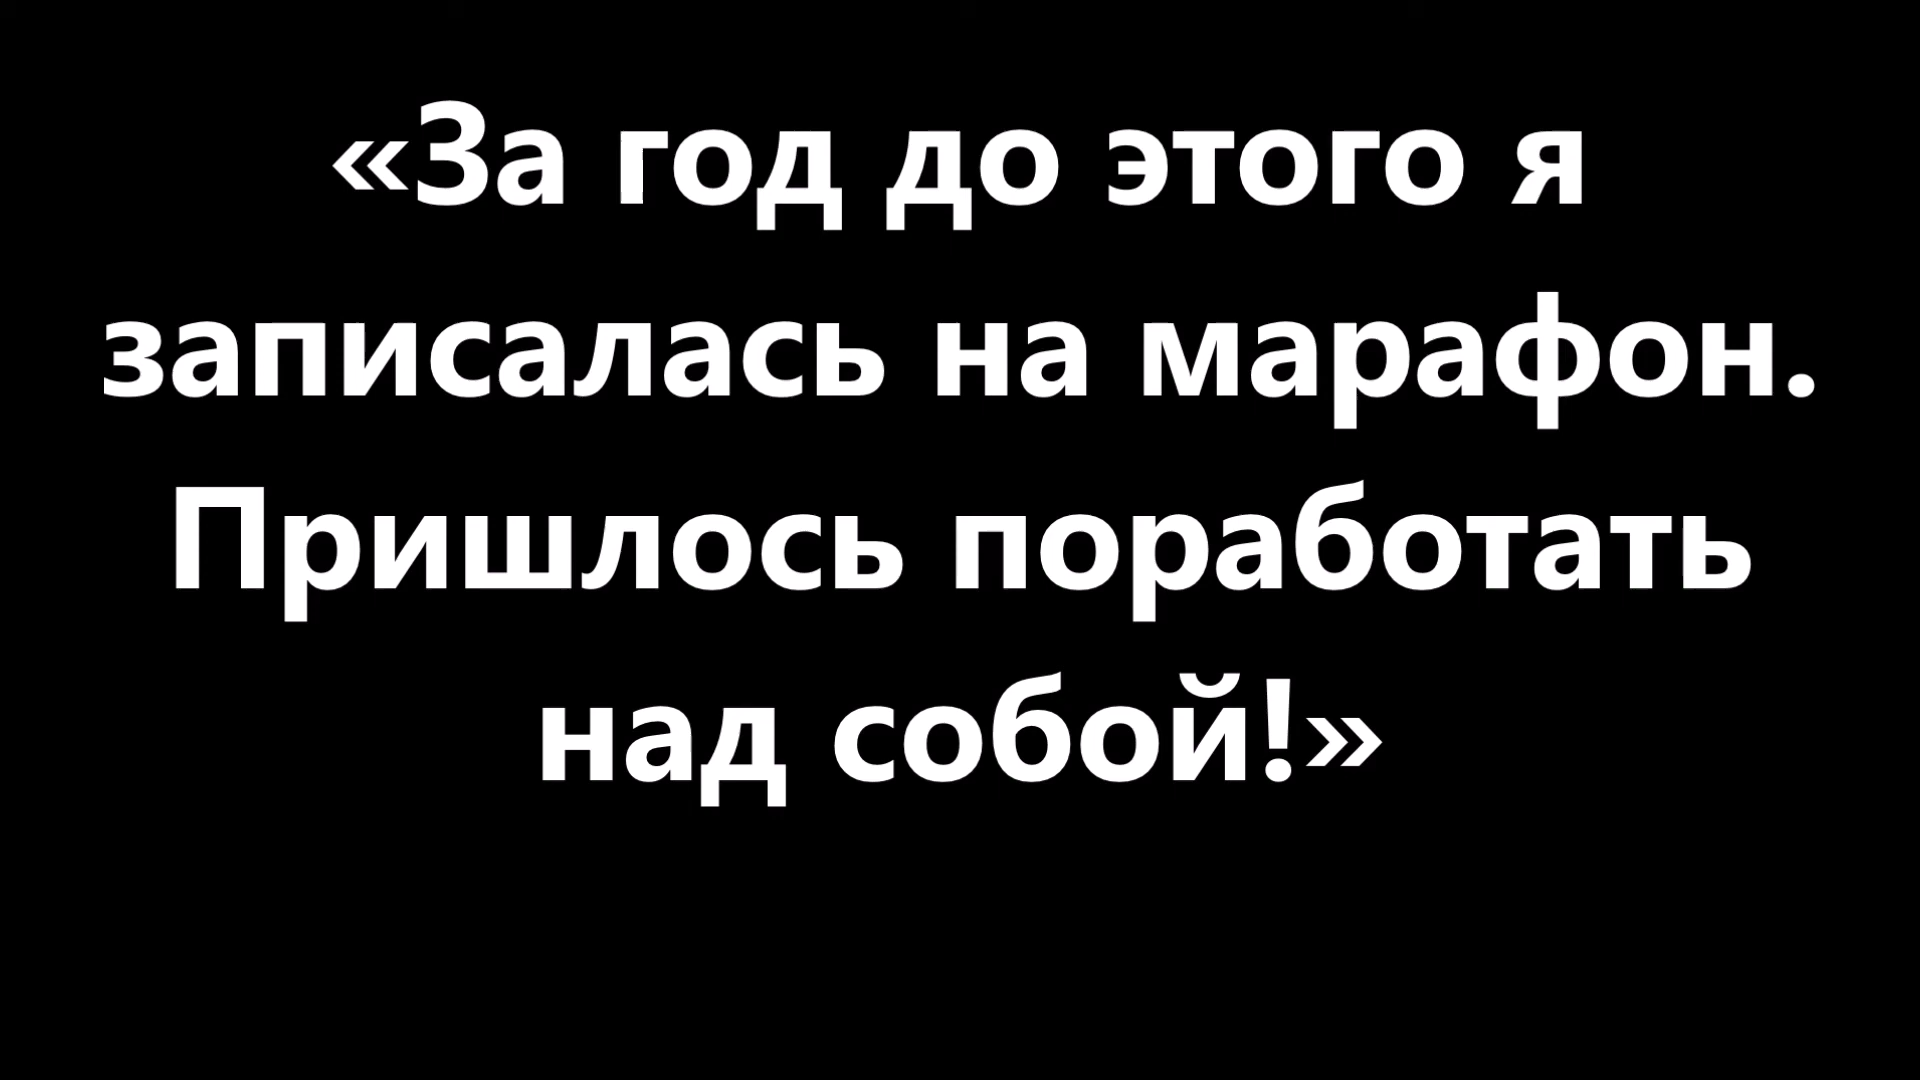 «За год до этого я
записалась на марафон.
Пришлось поработать
над собой!»